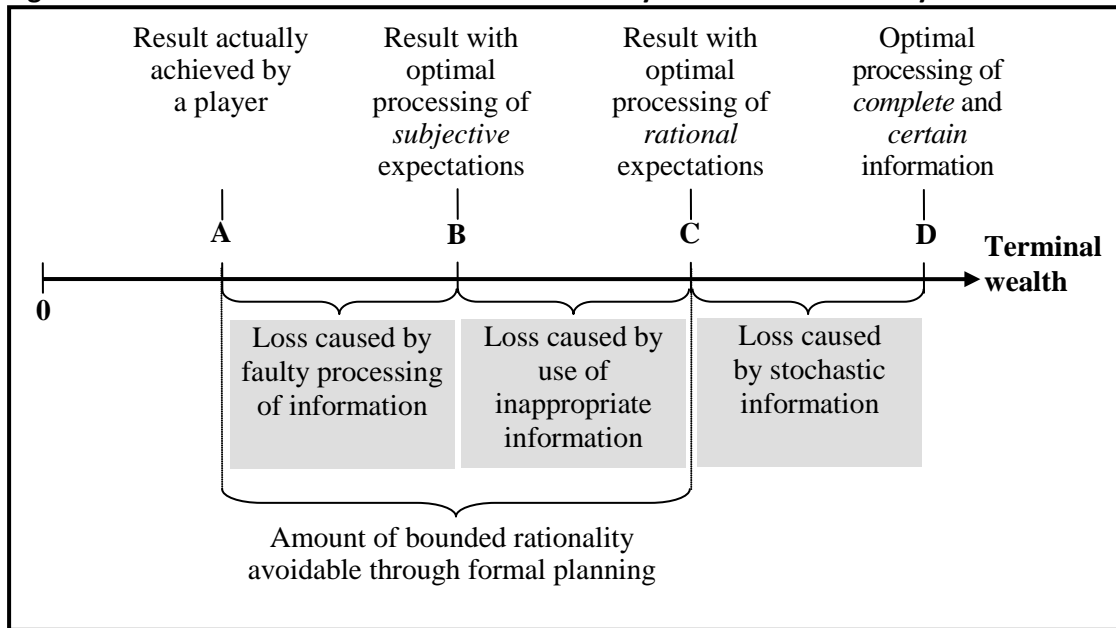 Result actually
achieved by
a player
Result with
optimal
processing of
subjective
expectations
Result with
optimal
processing of
rational
expectations
Optimal
processing of
complete and
certain
information
A
B
C
D
Terminal
wealth
0
Loss caused by
faulty processing
of information
Loss caused by
use of
inappropriate
information
Loss caused
by stochastic
information
Amount of bounded rationality
avoidable through formal planning